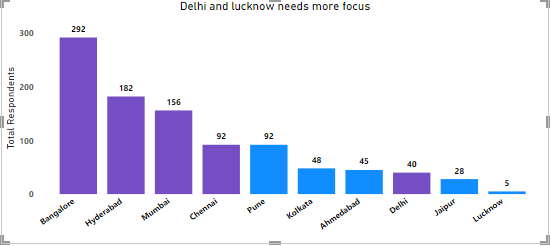 Delhi and lucknow needs more focus
Total Respondents
300
200
100
0
292
182
156
92
92
48
45
40
28
5
Bangalore
Hyderabad
Mumbai
Chennai
Pune
Kolkata
Ahmedabad
Delhi
Jaipur
Lucknow